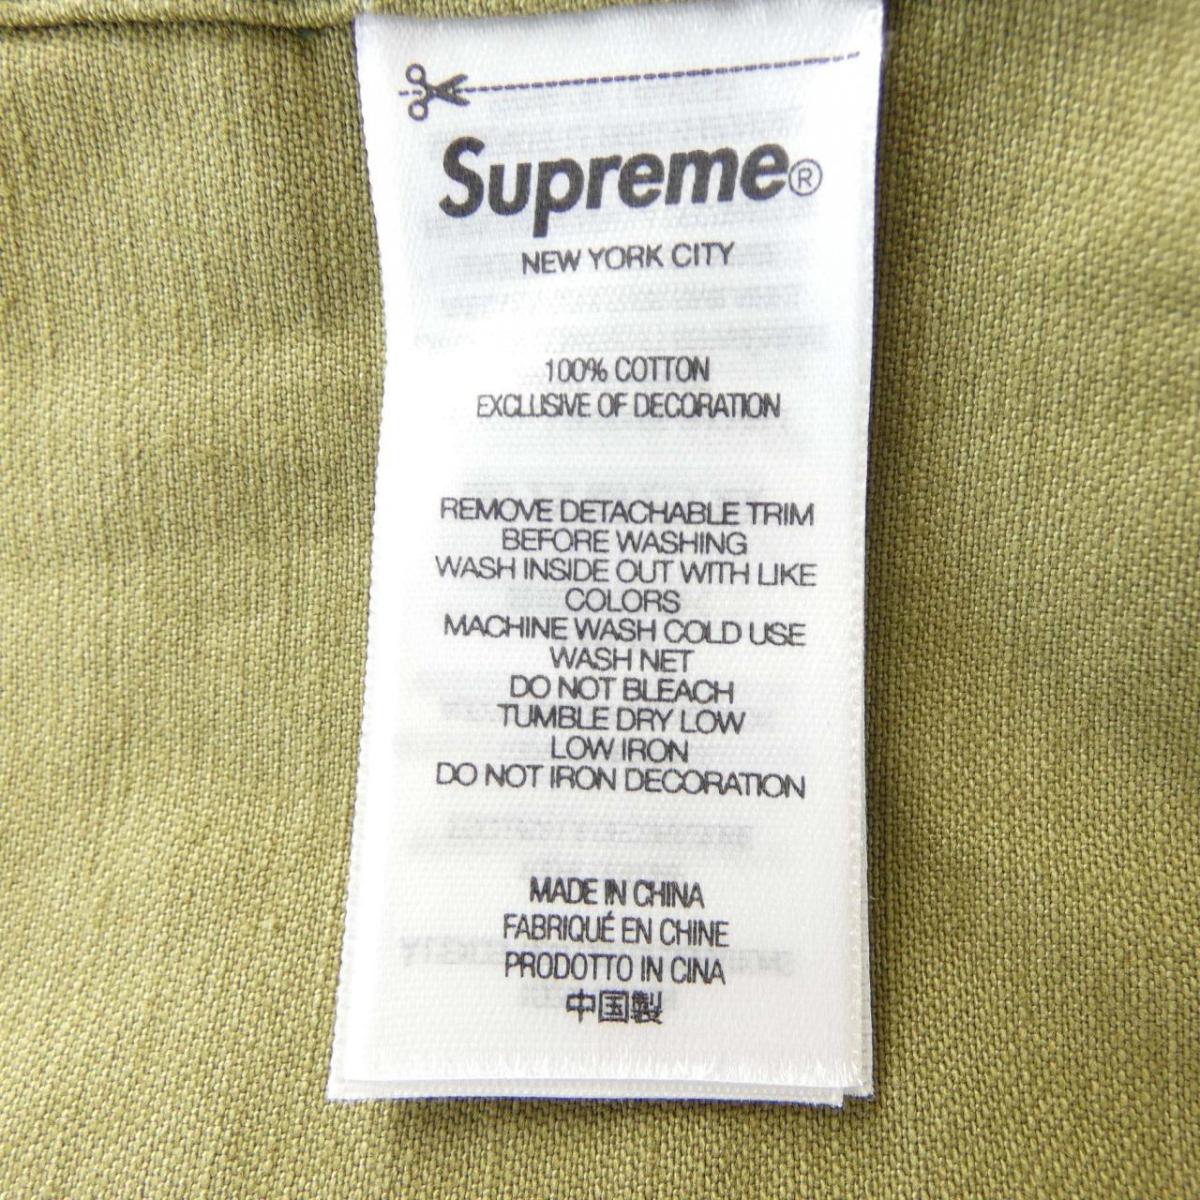 Supreme®
NEW YORK CITY
100% COTTON
EXCLUSIVE OF DECORATION
REMOVE DETACHABLE TRIM
BEFORE WASHING
WASH INSIDE OUT WITH LIKE
COLORS
MACHINE WASH COLD USE
WASH NET
DO NOT BLEACH
TUMBLE DRY LOW
LOW IRON
DO NOT IRON DECORATION
MADE IN CHINA
FABRIQUÉ EN CHINE
PRODOTTO IN CINA
中国製